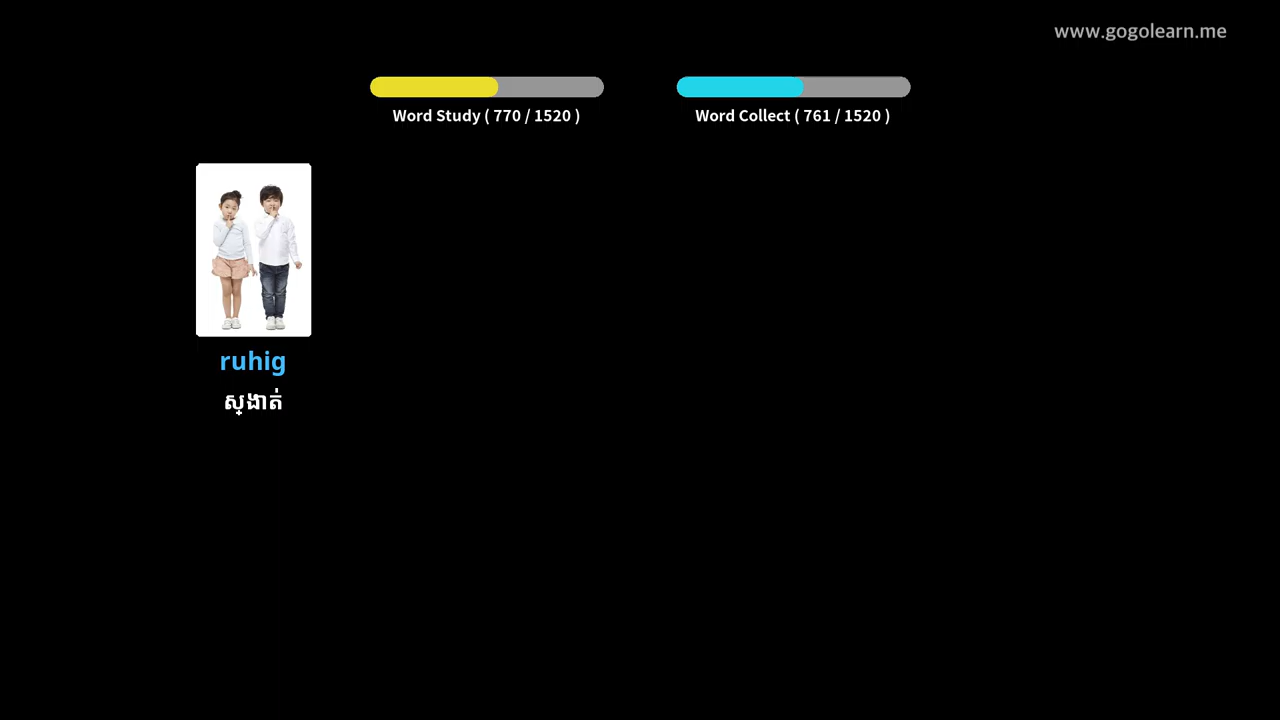 www.gogolearn.me
Word Study ( 770 / 1520 )
Word Collect ( 761 / 1520 )
ruhig
ស្ងាត់